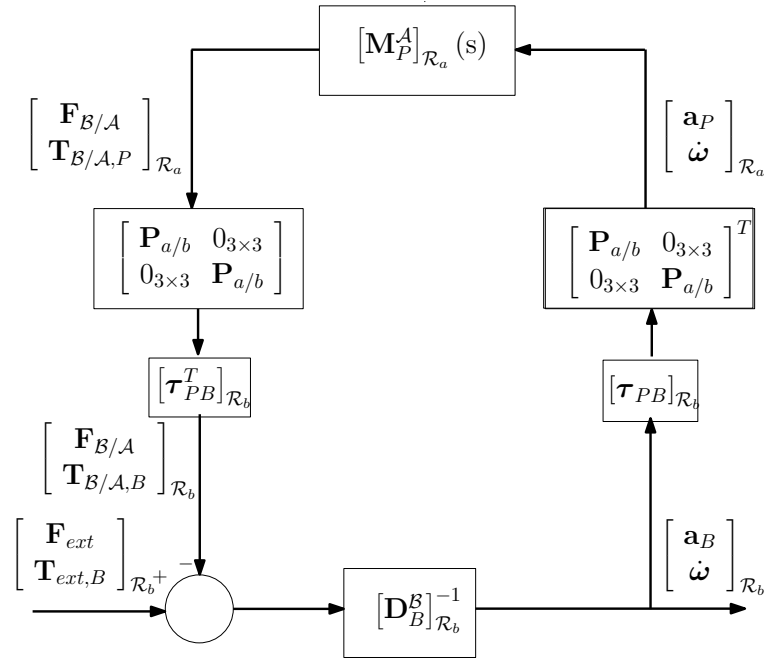 [M_P^𝒜]_{ℛ_a} (s)
[F_{ℬ/𝒜}
T_{ℬ/𝒜,P}]_{ℛ_a}
[a_P
ω̇]_{ℛ_a}
[P_{a/b} 0_{3×3}
0_{3×3} P_{a/b}]
[P_{a/b} 0_{3×3}
0_{3×3} P_{a/b}]^T
[τ_{PB}^T]_{ℛ_b}
[τ_{PB}]_{ℛ_b}
[F_{ℬ/𝒜}
T_{ℬ/𝒜,B}]_{ℛ_b}
[F_{ext}
T_{ext,B}]_{ℛ_b}
+
−
[D_B^ℬ]_{ℛ_b}^{-1}
[a_B
ω̇]_{ℛ_b}